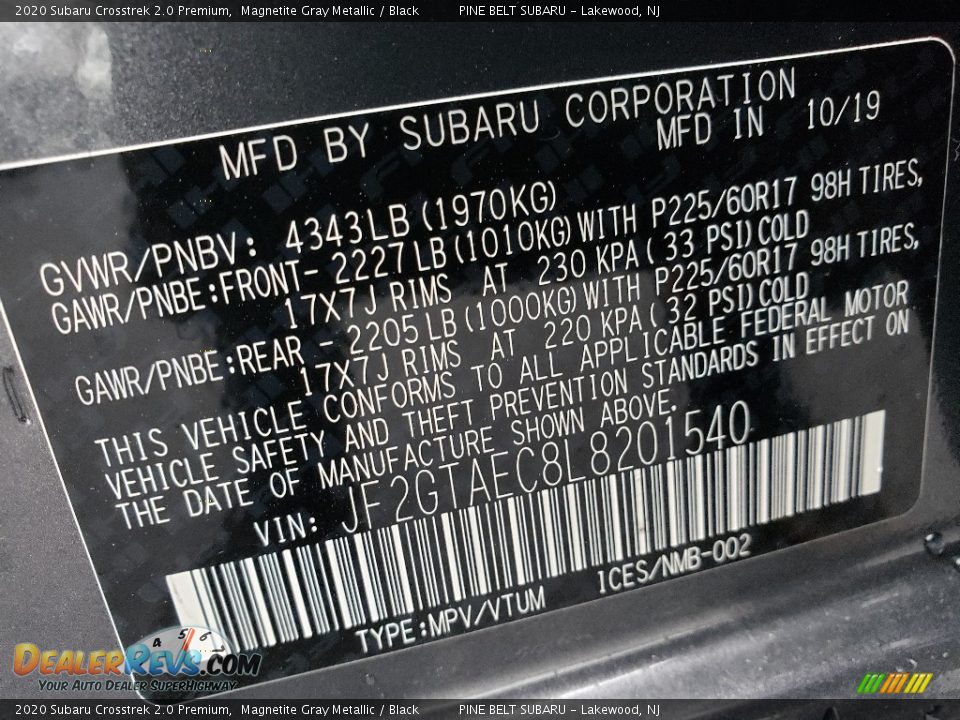 2020 Subaru Crosstrek 2.0 Premium, Magnetite Gray Metallic / Black PINE BELT SUBARU - Lakewood, NJ
MFD BY SUBARU CORPORATION
MFD IN 10/19
GVWR/PNBV: 4343LB (1970KG)
GAWR/PNBE:FRONT- 2227LB (1010KG) WITH P225/60R17 98H TIRES,
17X7J RIMS AT 230 KPA ( 33 PSI) COLD
GAWR/PNBE:REAR - 2205LB (1000KG) WITH P225/60R17 98H TIRES,
17X7J RIMS AT 220 KPA ( 32 PSI) COLD
THIS VEHICLE CONFORMS TO ALL APPLICABLE FEDERAL MOTOR
VEHICLE SAFETY AND THEFT PREVENTION STANDARDS IN EFFECT ON
THE DATE OF MANUFACTURE SHOWN ABOVE.
VIN: JF2GTAEC8L8201540
TYPE:MPV/VTUM ICES/NMB-002
4 5 6
DealerRevs.com
Your Auto Dealer SuperHighway
2020 Subaru Crosstrek 2.0 Premium, Magnetite Gray Metallic / Black PINE BELT SUBARU - Lakewood, NJ